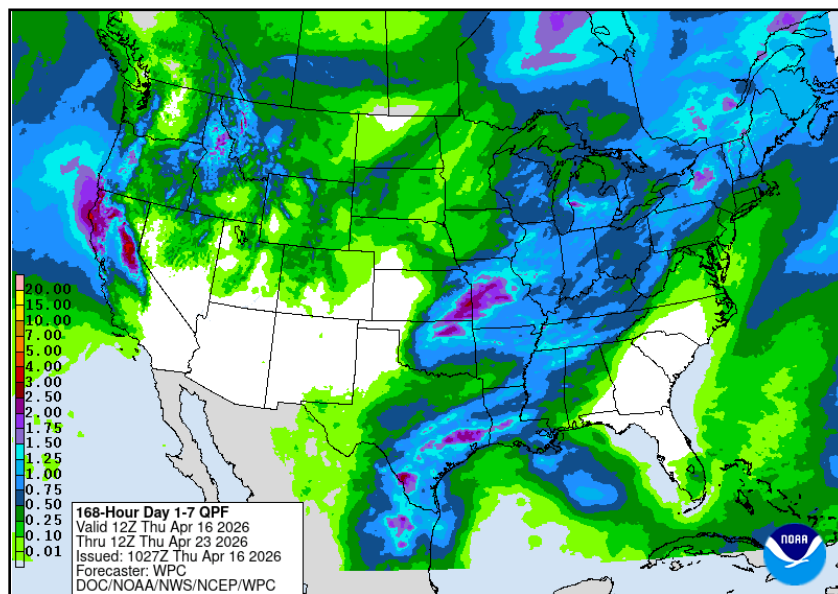 20.00
15.00
10.00
7.00
5.00
4.00
3.00
2.50
2.00
1.75
1.50
1.25
1.00
0.75
0.50
0.25
0.10
0.01
168-Hour Day 1-7 QPF
Valid 12Z Thu Apr 16 2026
Thru 12Z Thu Apr 23 2026
Issued: 1027Z Thu Apr 16 2026
Forecaster: WPC
DOC/NOAA/NWS/NCEP/WPC
NOAA